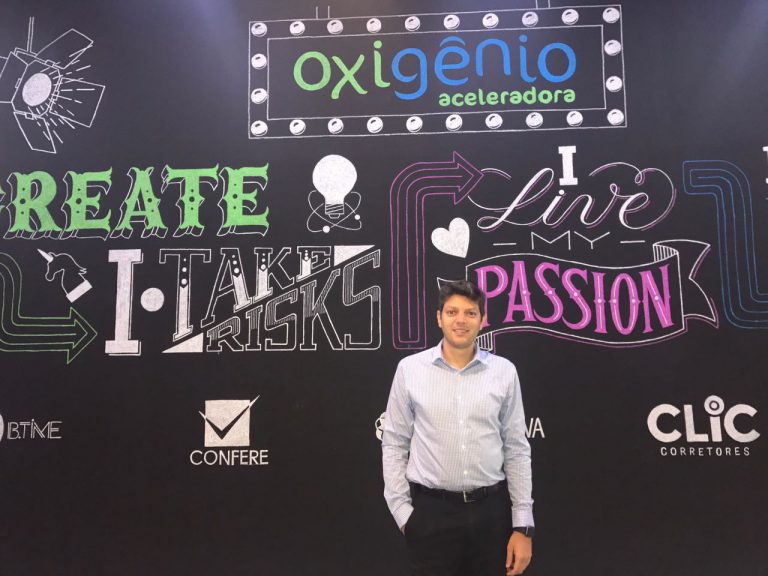 oxigênio
aceleradora
REATE
I • TAKE
RISKS
I
Live
MY
PASSION
B.TIME
CONFERE
VA
CLiC
CORRETORES